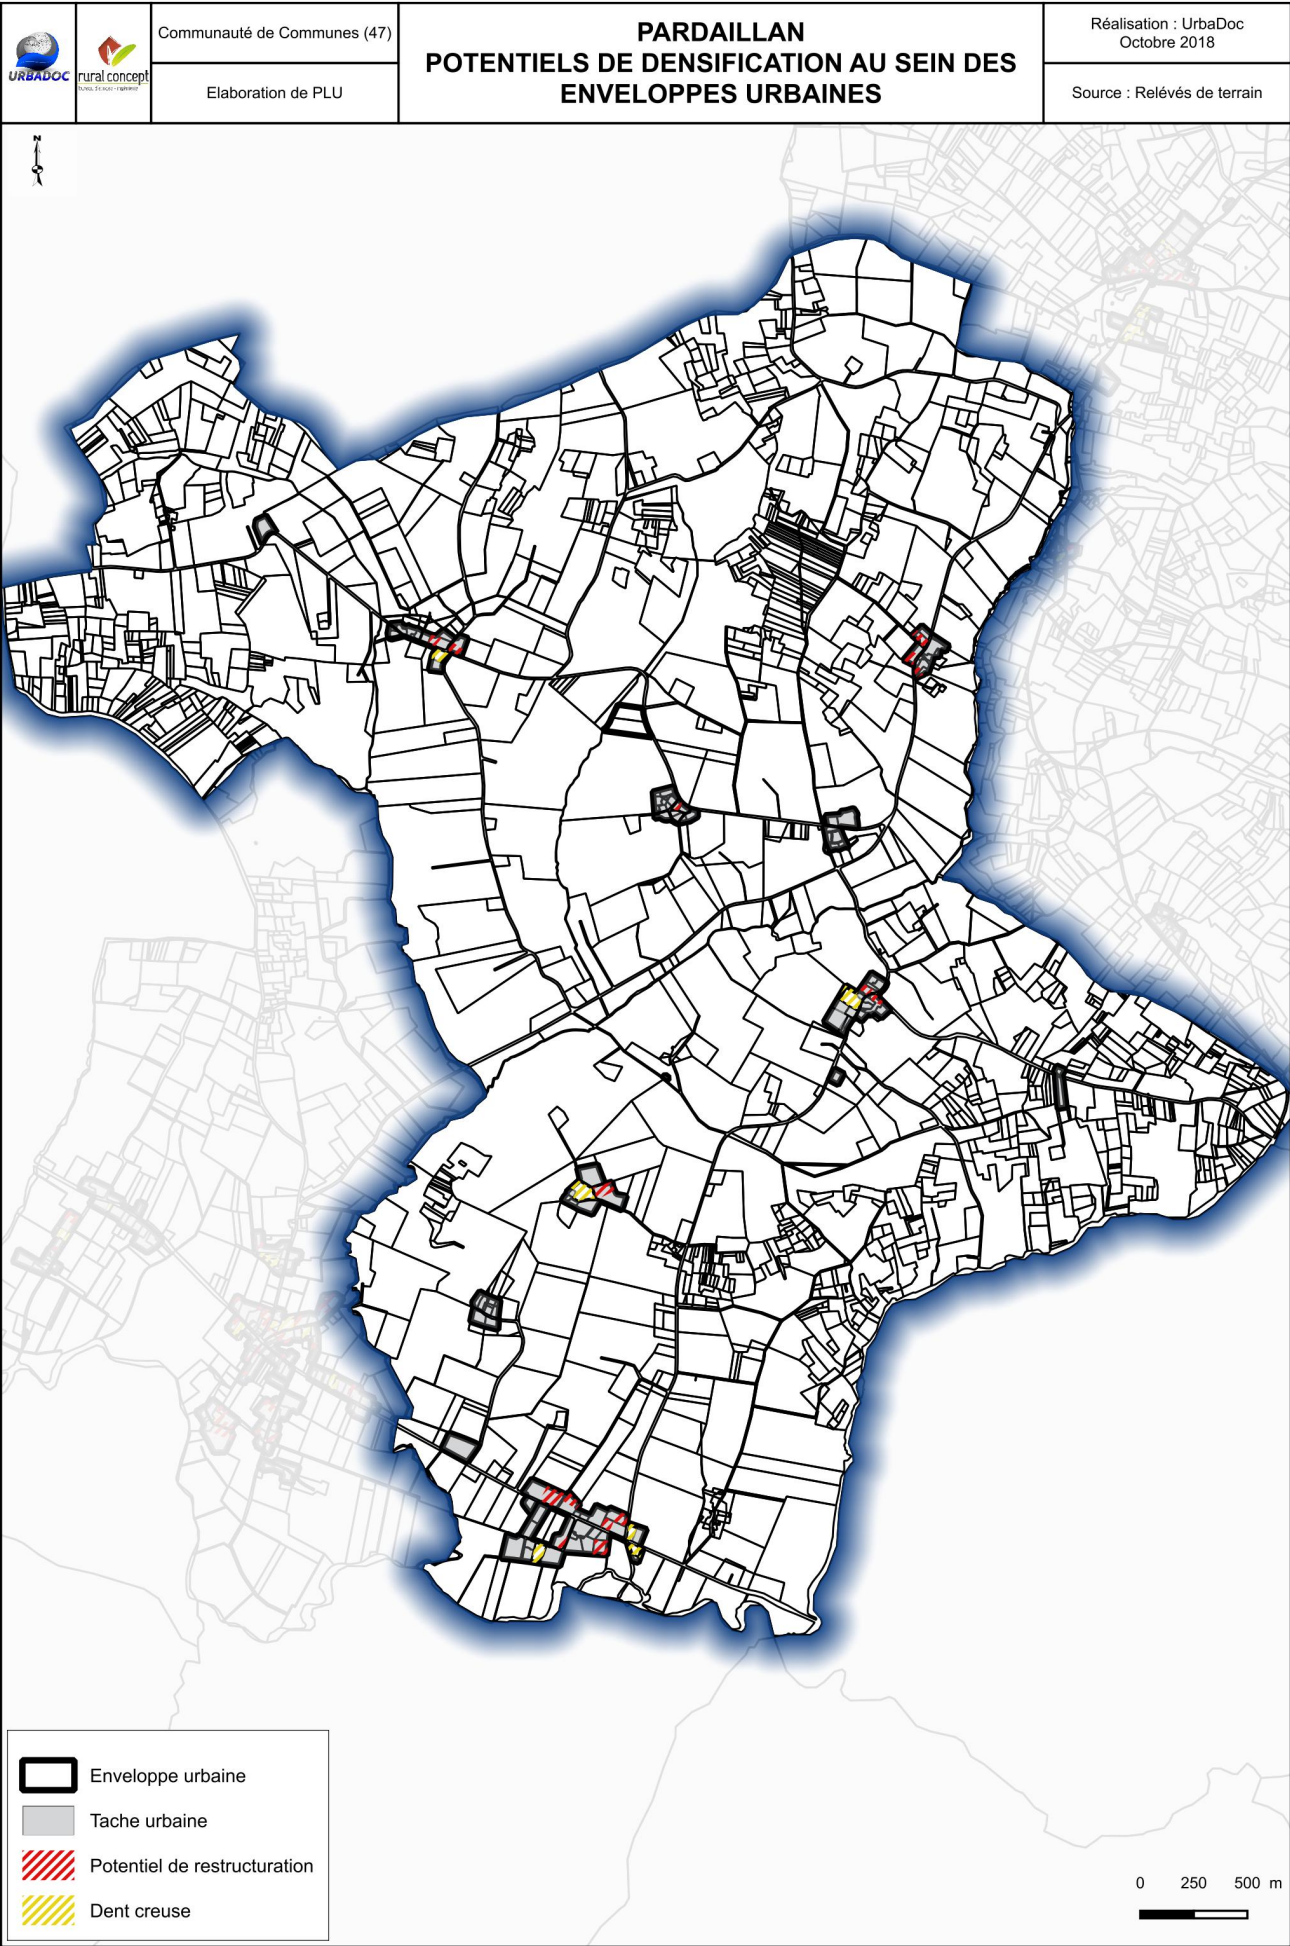 URBADOC
rural concept
Communauté de Communes (47)
Elaboration de PLU
PARDAILLAN
POTENTIELS DE DENSIFICATION AU SEIN DES
ENVELOPPES URBAINES
Réalisation : UrbaDoc
Octobre 2018
Source : Relévés de terrain
N
Enveloppe urbaine
Tache urbaine
Potentiel de restructuration
Dent creuse
0 250 500 m